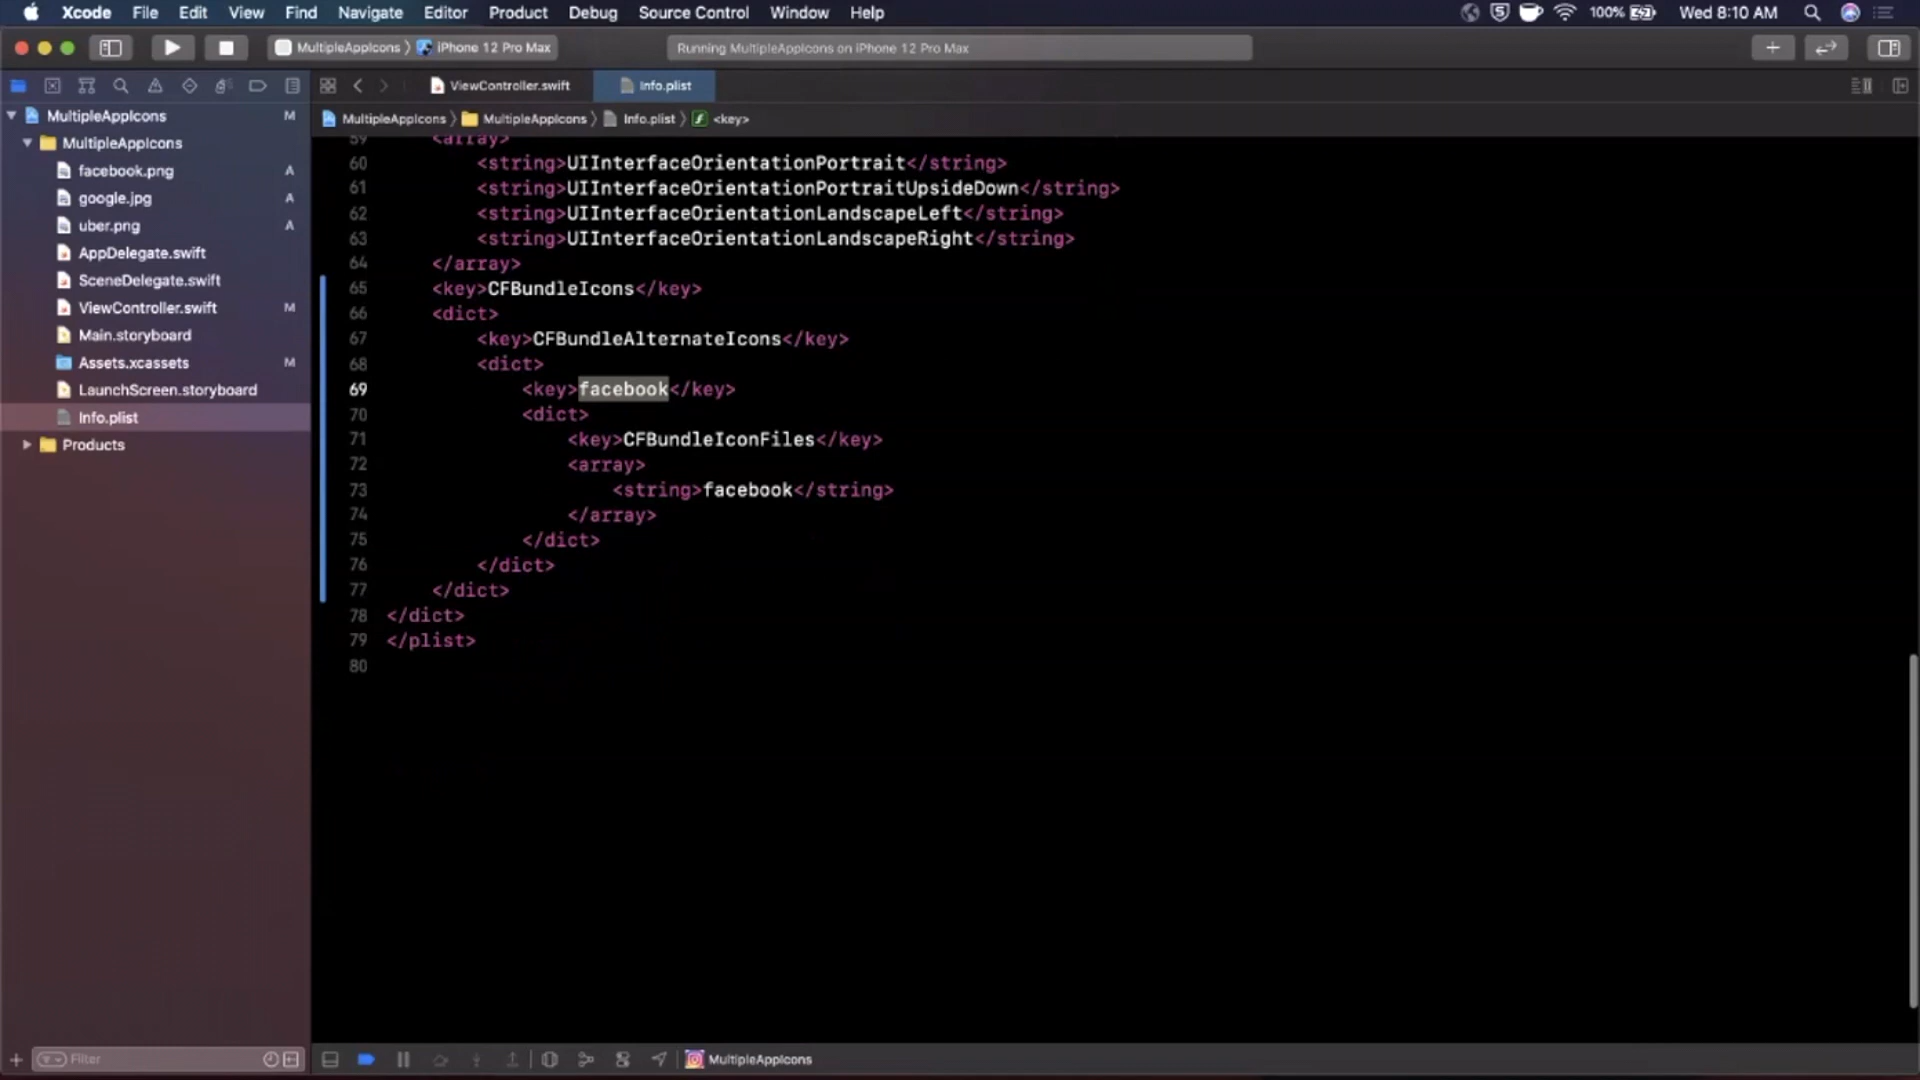 Xcode File Edit View Find Navigate Editor Product Debug Source Control Window Help 100% Wed 8:10 AM
MultipleAppIcons iPhone 12 Pro Max Running MultipleAppIcons on iPhone 12 Pro Max
ViewController.swift Info.plist
MultipleAppIcons M
MultipleAppIcons
facebook.png A
google.jpg A
uber.png A
AppDelegate.swift
SceneDelegate.swift
ViewController.swift M
Main.storyboard
Assets.xcassets M
LaunchScreen.storyboard
Info.plist
Products
Filter
MultipleAppIcons MultipleAppIcons Info.plist <key>
59 <array>
60 <string>UIInterfaceOrientationPortrait</string>
61 <string>UIInterfaceOrientationPortraitUpsideDown</string>
62 <string>UIInterfaceOrientationLandscapeLeft</string>
63 <string>UIInterfaceOrientationLandscapeRight</string>
64 </array>
65 <key>CFBundleIcons</key>
66 <dict>
67 <key>CFBundleAlternateIcons</key>
68 <dict>
69 <key>facebook</key>
70 <dict>
71 <key>CFBundleIconFiles</key>
72 <array>
73 <string>facebook</string>
74 </array>
75 </dict>
76 </dict>
77 </dict>
78 </dict>
79 </plist>
80
MultipleAppIcons